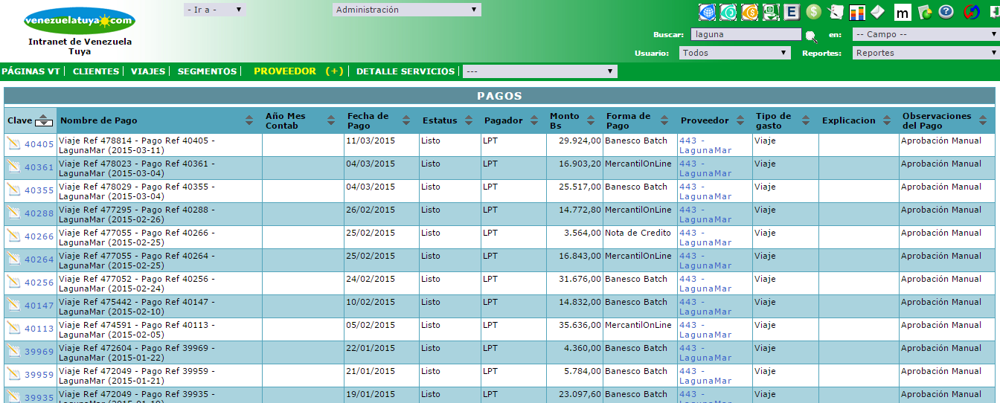 - Ir a - Administración
venezuelatuya.com
Intranet de Venezuela
Tuya
E m
Buscar: laguna en: -- Campo --
Usuario: Todos Reportes: Reportes
PÁGINAS VT CLIENTES VIAJES SEGMENTOS PROVEEDOR (+) DETALLE SERVICIOS ---
PAGOS
Clave Nombre de Pago Año Mes Contab Fecha de Pago Estatus Pagador Monto Bs Forma de Pago Proveedor Tipo de gasto Explicacion Observaciones del Pago
40405 Viaje Ref 478814 - Pago Ref 40405 - 11/03/2015 Listo LPT 29.924,00 Banesco Batch 443 - Viaje Aprobación Manual
LagunaMar (2015-03-11) LagunaMar
40361 Viaje Ref 478023 - Pago Ref 40361 - 04/03/2015 Listo LPT 16.903,20 MercantilOnLine 443 - Viaje Aprobación Manual
LagunaMar (2015-03-04) LagunaMar
40355 Viaje Ref 478029 - Pago Ref 40355 - 04/03/2015 Listo LPT 25.517,00 Banesco Batch 443 - Viaje Aprobación Manual
LagunaMar (2015-03-04) LagunaMar
40288 Viaje Ref 477295 - Pago Ref 40288 - 26/02/2015 Listo LPT 14.772,80 MercantilOnLine 443 - Viaje Aprobación Manual
LagunaMar (2015-02-26) LagunaMar
40266 Viaje Ref 477055 - Pago Ref 40266 - 25/02/2015 Listo LPT 3.564,00 Nota de Credito 443 - Viaje Aprobación Manual
LagunaMar (2015-02-25) LagunaMar
40264 Viaje Ref 477055 - Pago Ref 40264 - 25/02/2015 Listo LPT 16.843,00 MercantilOnLine 443 - Viaje Aprobación Manual
LagunaMar (2015-02-25) LagunaMar
40256 Viaje Ref 477052 - Pago Ref 40256 - 24/02/2015 Listo LPT 31.676,00 Banesco Batch 443 - Viaje Aprobación Manual
LagunaMar (2015-02-24) LagunaMar
40147 Viaje Ref 475442 - Pago Ref 40147 - 10/02/2015 Listo LPT 14.832,00 Banesco Batch 443 - Viaje Aprobación Manual
LagunaMar (2015-02-10) LagunaMar
40113 Viaje Ref 474591 - Pago Ref 40113 - 05/02/2015 Listo LPT 35.636,00 MercantilOnLine 443 - Viaje Aprobación Manual
LagunaMar (2015-02-05) LagunaMar
39969 Viaje Ref 472604 - Pago Ref 39969 - 22/01/2015 Listo LPT 4.360,00 Banesco Batch 443 - Viaje Aprobación Manual
LagunaMar (2015-01-22) LagunaMar
39959 Viaje Ref 472049 - Pago Ref 39959 - 21/01/2015 Listo LPT 5.784,00 Banesco Batch 443 - Viaje Aprobación Manual
LagunaMar (2015-01-21) LagunaMar
39935 Viaje Ref 472049 - Pago Ref 39935 - 19/01/2015 Listo LPT 23.097,60 Banesco Batch 443 - Viaje Aprobación Manual